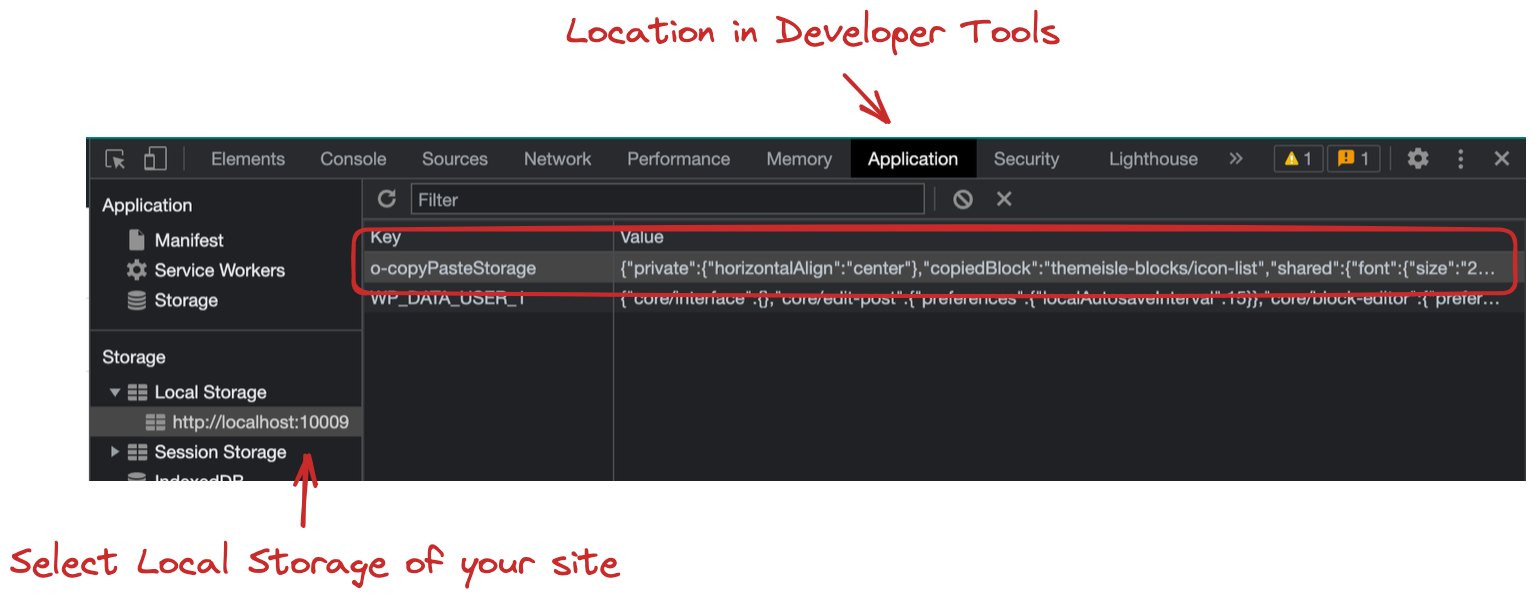 Location in Developer Tools
Elements Console Sources Network Performance Memory Application Security Lighthouse » 1 1
Application
Filter
Manifest
Service Workers
Storage
Key Value
o-copyPasteStorage {"private":{"horizontalAlign":"center"},"copiedBlock":"themeisle-blocks/icon-list","shared":{"font":{"size":"2…
WP_DATA_USER_1 {"core/interface":{},"core/edit-post":{"preferences":{"localAutosaveInterval":15}},"core/block-editor":{"prefer…
Storage
Local Storage
http://localhost:10009
Session Storage
IndexedDB
Select Local Storage of your site